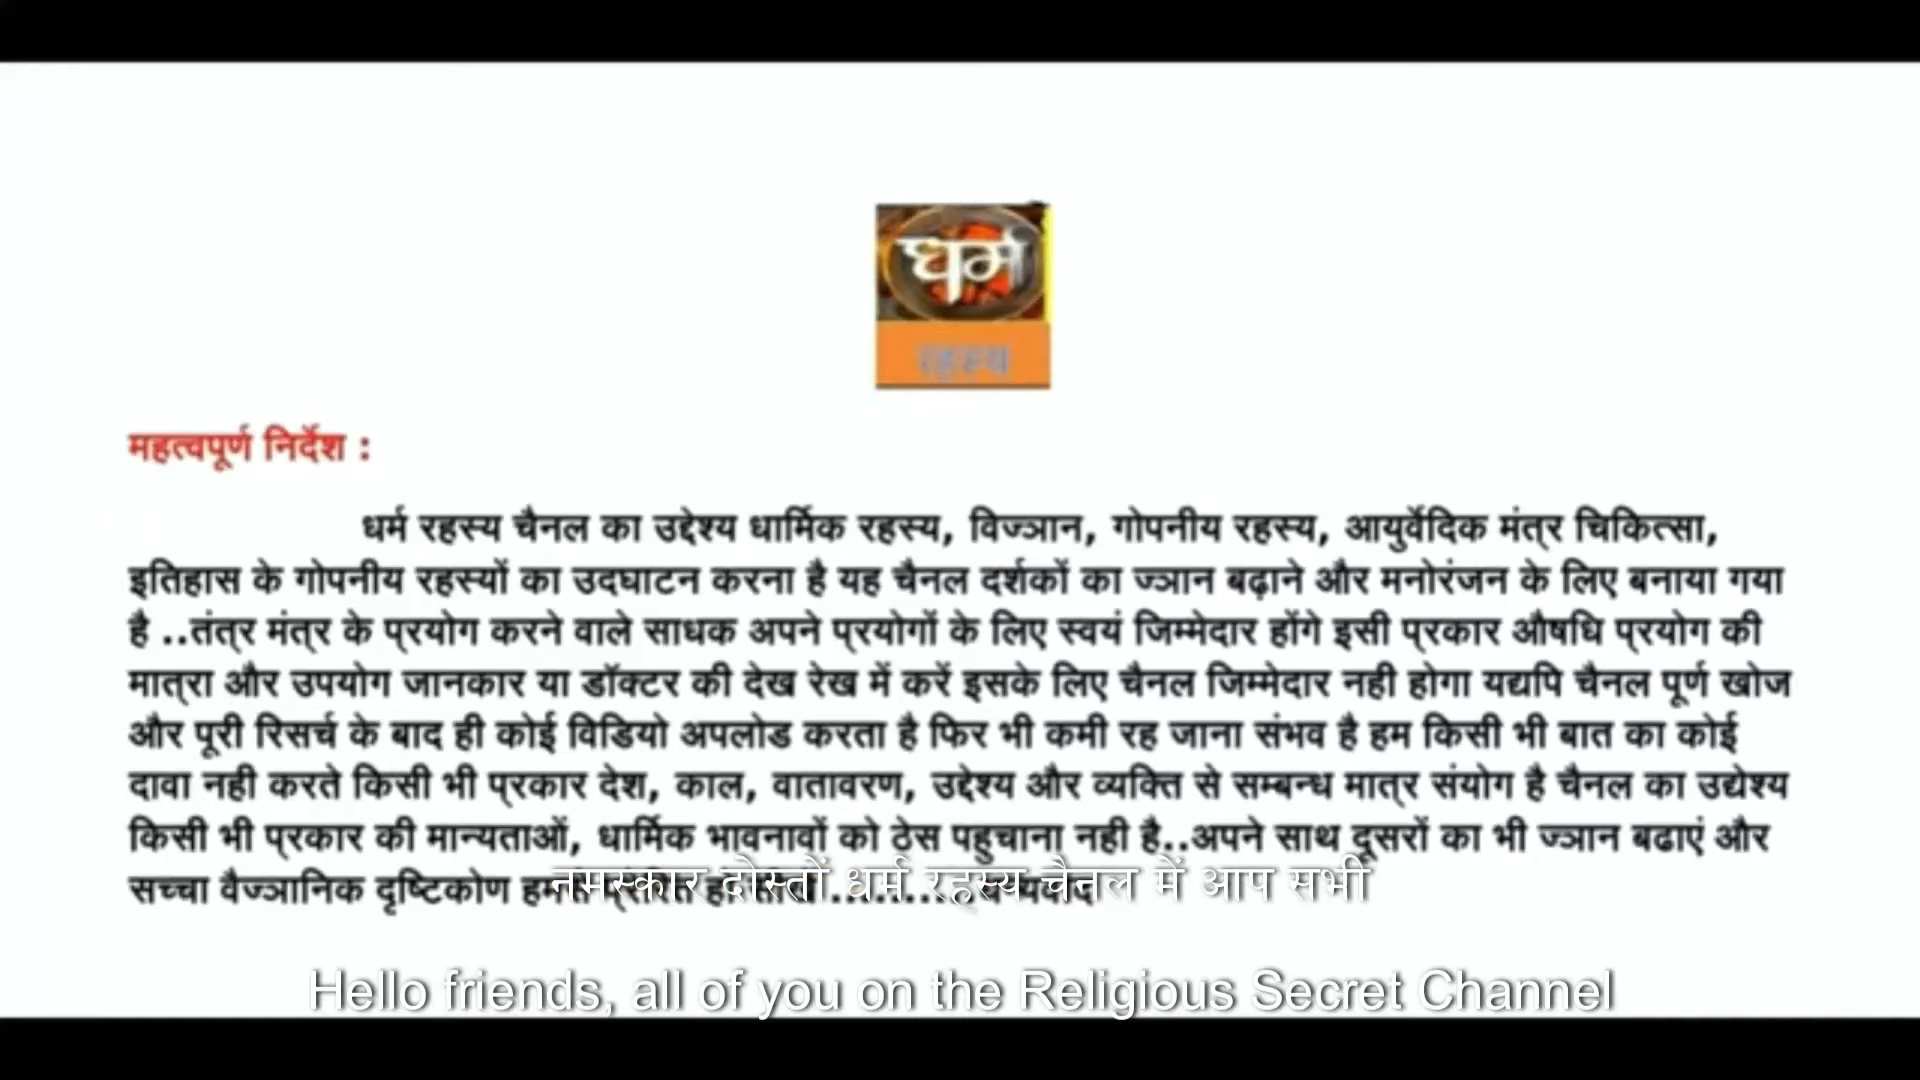 धर्म
रहस्य
महत्वपूर्ण निर्देश :
धर्म रहस्य चैनल का उद्देश्य धार्मिक रहस्य, विज्ञान, गोपनीय रहस्य, आयुर्वेदिक मंत्र चिकित्सा,
इतिहास के गोपनीय रहस्यों का उदघाटन करना है यह चैनल दर्शकों का ज्ञान बढ़ाने और मनोरंजन के लिए बनाया गया
है ..तंत्र मंत्र के प्रयोग करने वाले साधक अपने प्रयोगों के लिए स्वयं जिम्मेदार होंगे इसी प्रकार औषधि प्रयोग की
मात्रा और उपयोग जानकार या डॉक्टर की देख रेख में करें इसके लिए चैनल जिम्मेदार नही होगा यद्यपि चैनल पूर्ण खोज
और पूरी रिसर्च के बाद ही कोई विडियो अपलोड करता है फिर भी कमी रह जाना संभव है हम किसी भी बात का कोई
दावा नही करते किसी भी प्रकार देश, काल, वातावरण, उद्देश्य और व्यक्ति से सम्बन्ध मात्र संयोग है चैनल का उद्येश्य
किसी भी प्रकार की मान्यताओं, धार्मिक भावनावों को ठेस पहुचाना नही है..अपने साथ दूसरों का भी ज्ञान बढाएं और
सच्चा वैज्ञानिक दृष्टिकोण
नमस्कार दोस्तों धर्म रहस्य चैनल में आप सभी
Hello friends, all of you on the Religious Secret Channel